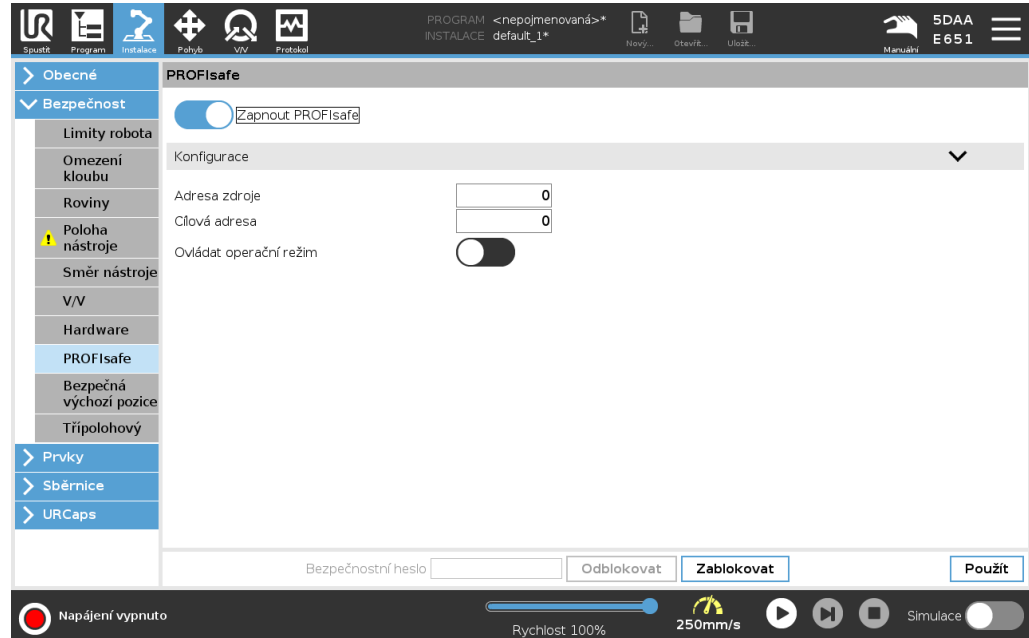 UR
PROGRAM <nepojmenovaná>*
INSTALACE default_1*
5DAA
E651
Spustit Program Instalace Pohyb V/V Protokol Nový... Otevřít... Uložit... Manuální
Obecné
Bezpečnost
Limity robota
Omezení
kloubu
Roviny
Poloha
nástroje
Směr nástroje
V/V
Hardware
PROFIsafe
Bezpečná
výchozí pozice
Třípolohový
Prvky
Sběrnice
URCaps
PROFIsafe
Zapnout PROFIsafe
Konfigurace
Adresa zdroje 0
Cílová adresa 0
Ovládat operační režim
Bezpečnostní heslo Odblokovat Zablokovat Použít
Napájení vypnuto
Rychlost 100%
250mm/s
Simulace